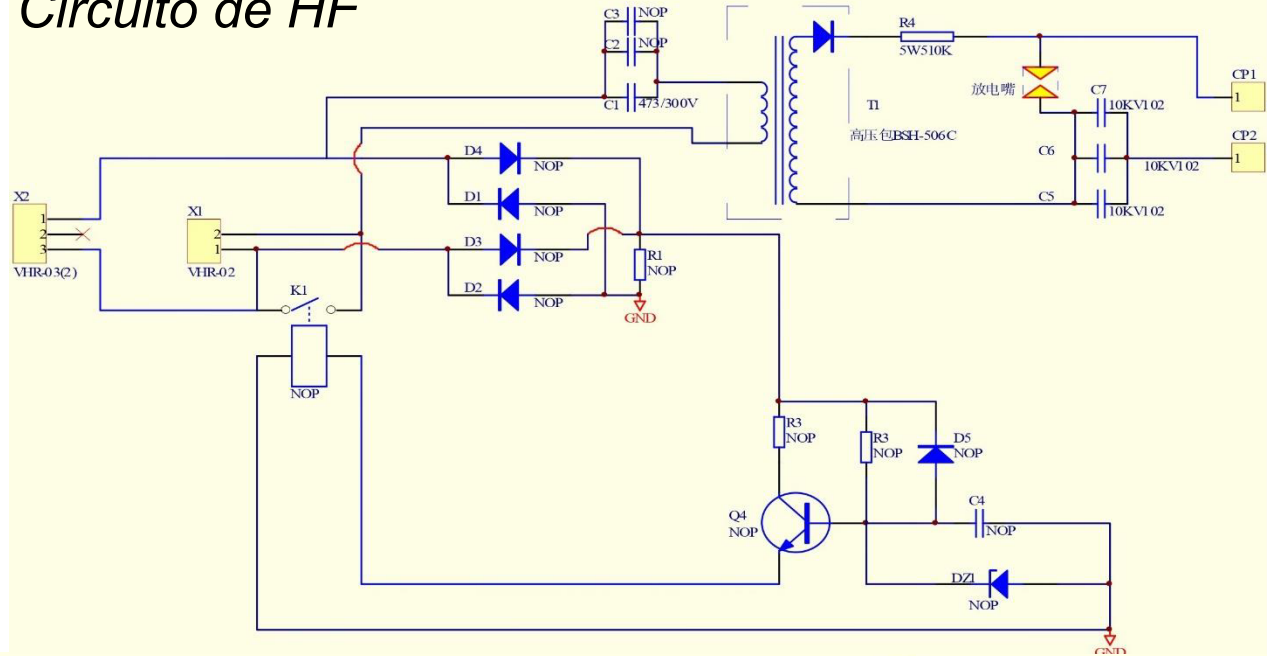 Circuito de HF
C3
NOP
C2
NOP
C1
473/300V
R4
5W510K
放电嘴
C7
10KV102
CP1
1
T1
高压包BSH-506C
C6
10KV102
CP2
1
C5
10KV102
D4
NOP
D1
NOP
D3
NOP
D2
NOP
R1
NOP
GND
X2
1
2
3
VHR-03(2)
X1
2
1
VHR-02
K1
NOP
R3
NOP
R3
NOP
D5
NOP
Q4
NOP
C4
NOP
DZ1
NOP
GND